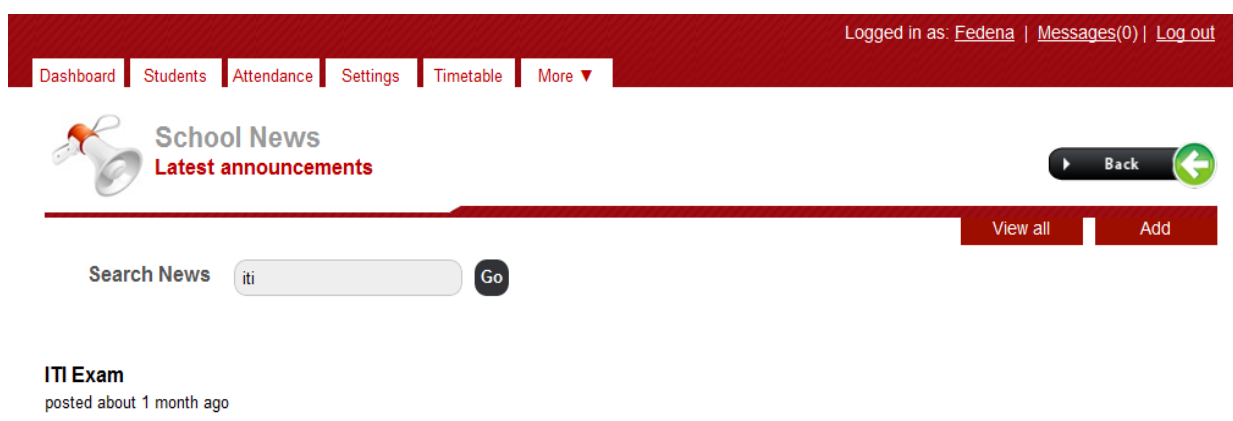 Logged in as: Fedena | Messages(0) | Log out
Dashboard Students Attendance Settings Timetable More ▼
School News
Latest announcements
Back
View all Add
Search News iti Go
ITI Exam
posted about 1 month ago